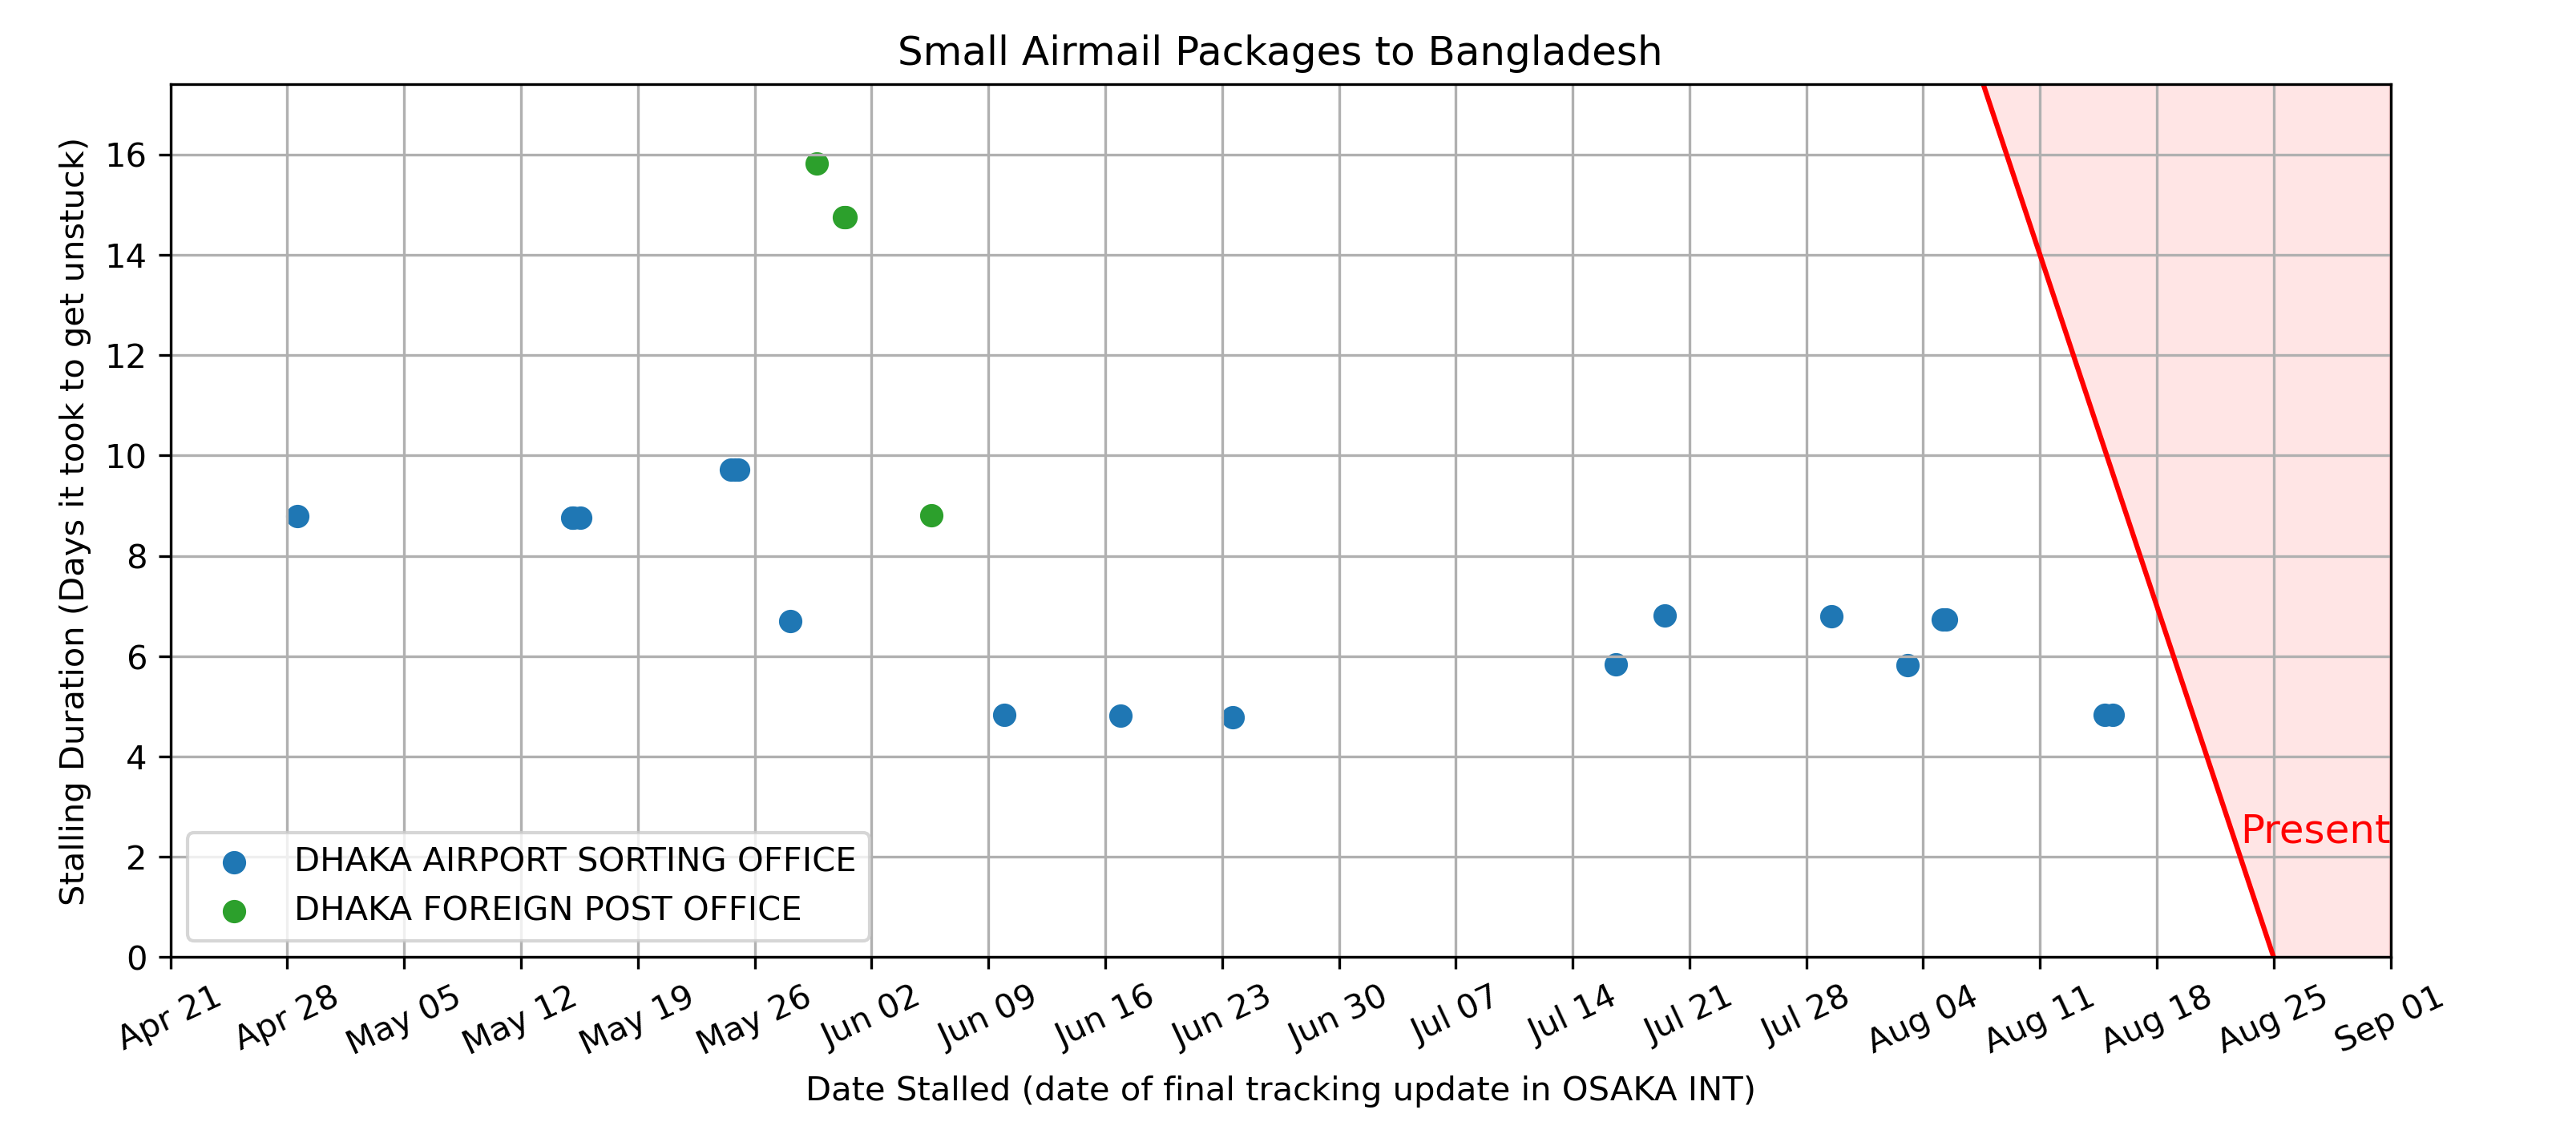 Small Airmail Packages to Bangladesh
Stalling Duration (Days it took to get unstuck)
16
14
12
10
8
6
4
2
0
Present
DHAKA AIRPORT SORTING OFFICE
DHAKA FOREIGN POST OFFICE
Apr 21
Apr 28
May 05
May 12
May 19
May 26
Jun 02
Jun 09
Jun 16
Jun 23
Jun 30
Jul 07
Jul 14
Jul 21
Jul 28
Aug 04
Aug 11
Aug 18
Aug 25
Sep 01
Date Stalled (date of final tracking update in OSAKA INT)